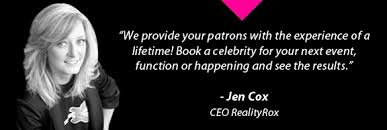 “We provide your patrons with the experience of a
lifetime! Book a celebrity for your next event,
function or happening and see the results.”
- Jen Cox
CEO RealityRox